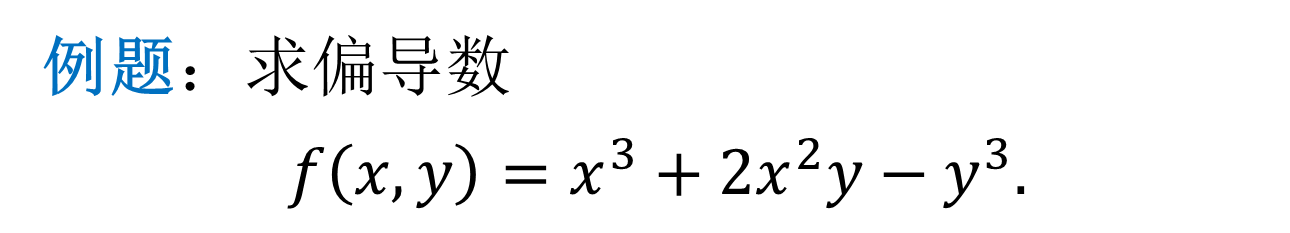 例题：求偏导数
f(x, y) = x³ + 2x²y − y³.